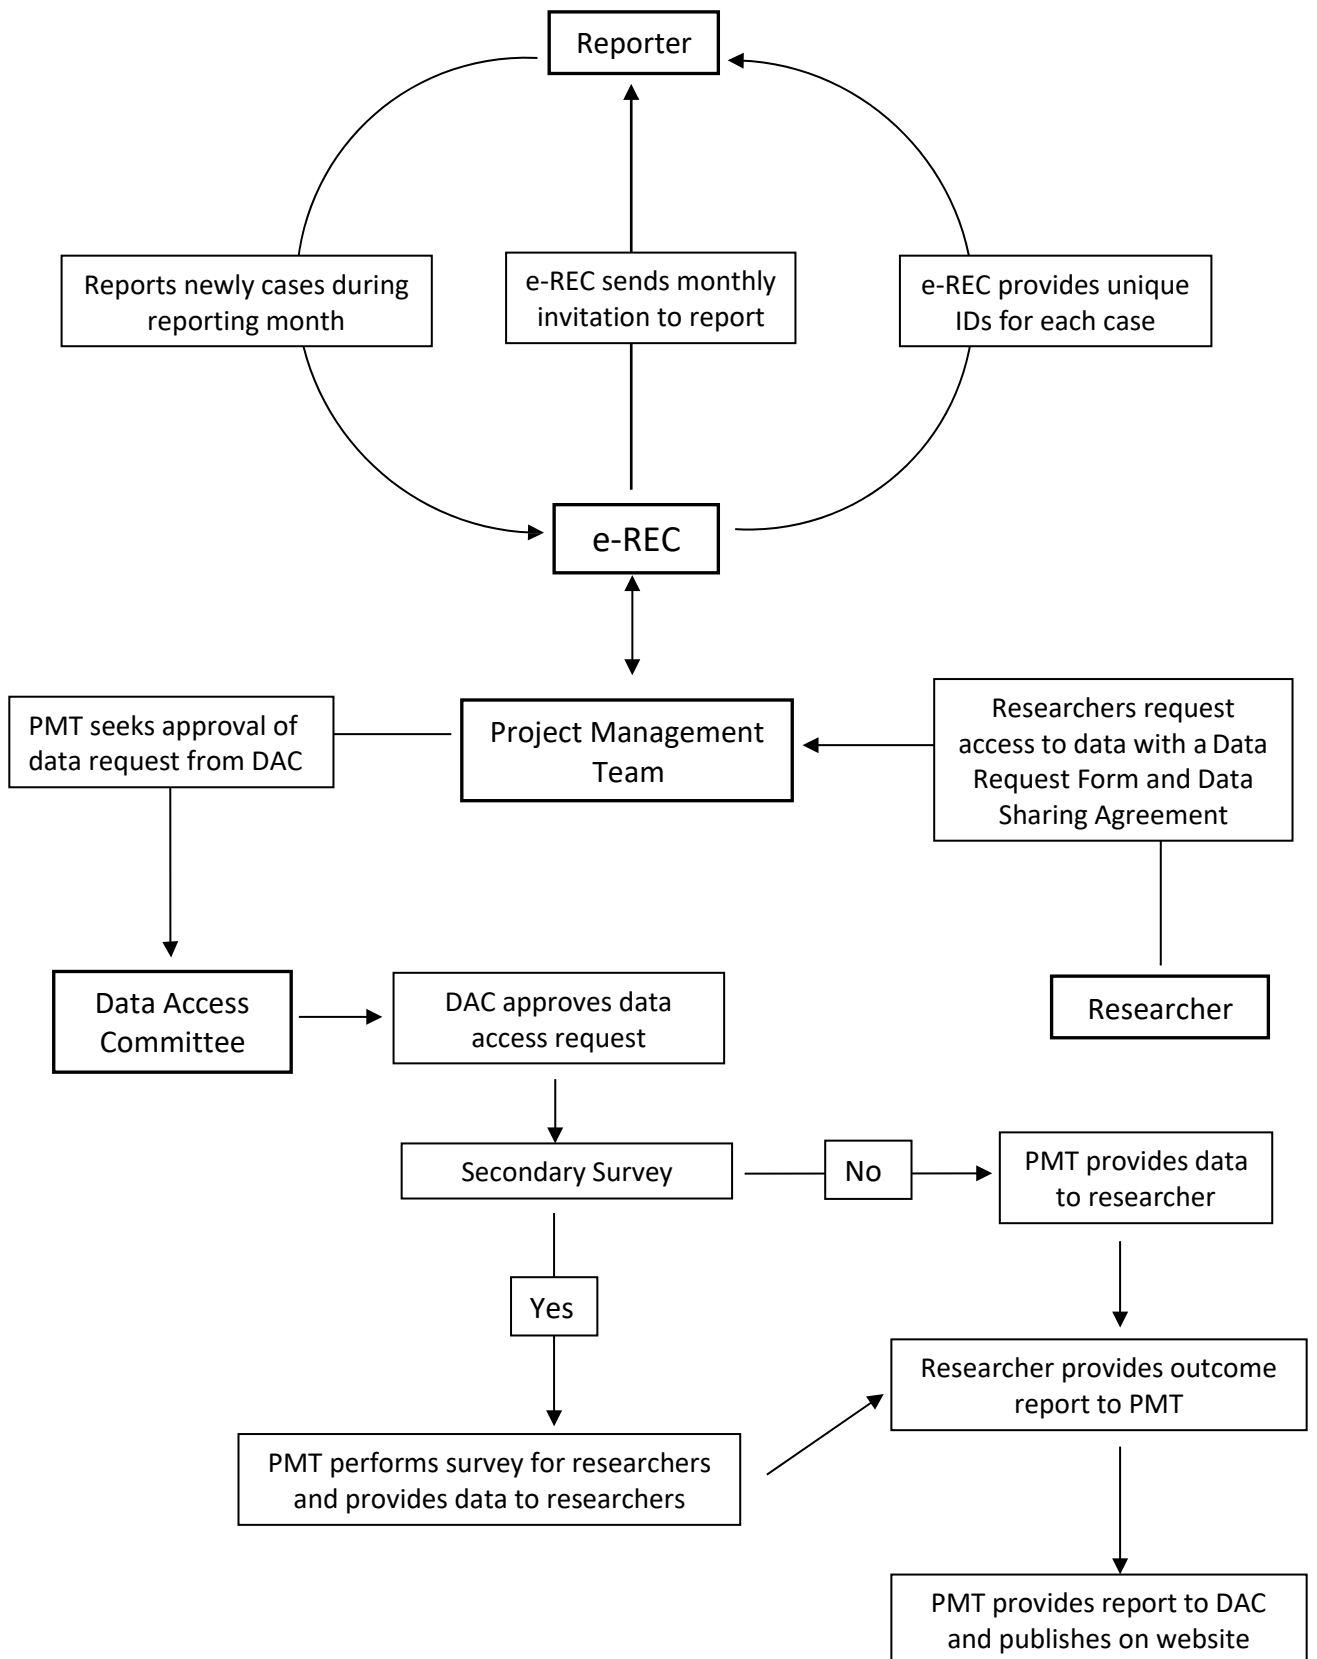 Reporter
Reports newly cases during
reporting month
e-REC sends monthly
invitation to report
e-REC provides unique
IDs for each case
e-REC
PMT seeks approval of
data request from DAC
Project Management
Team
Researchers request
access to data with a Data
Request Form and Data
Sharing Agreement
Data Access
Committee
DAC approves data
access request
Researcher
Secondary Survey
No
PMT provides data
to researcher
Yes
Researcher provides outcome
report to PMT
PMT performs survey for researchers
and provides data to researchers
PMT provides report to DAC
and publishes on website